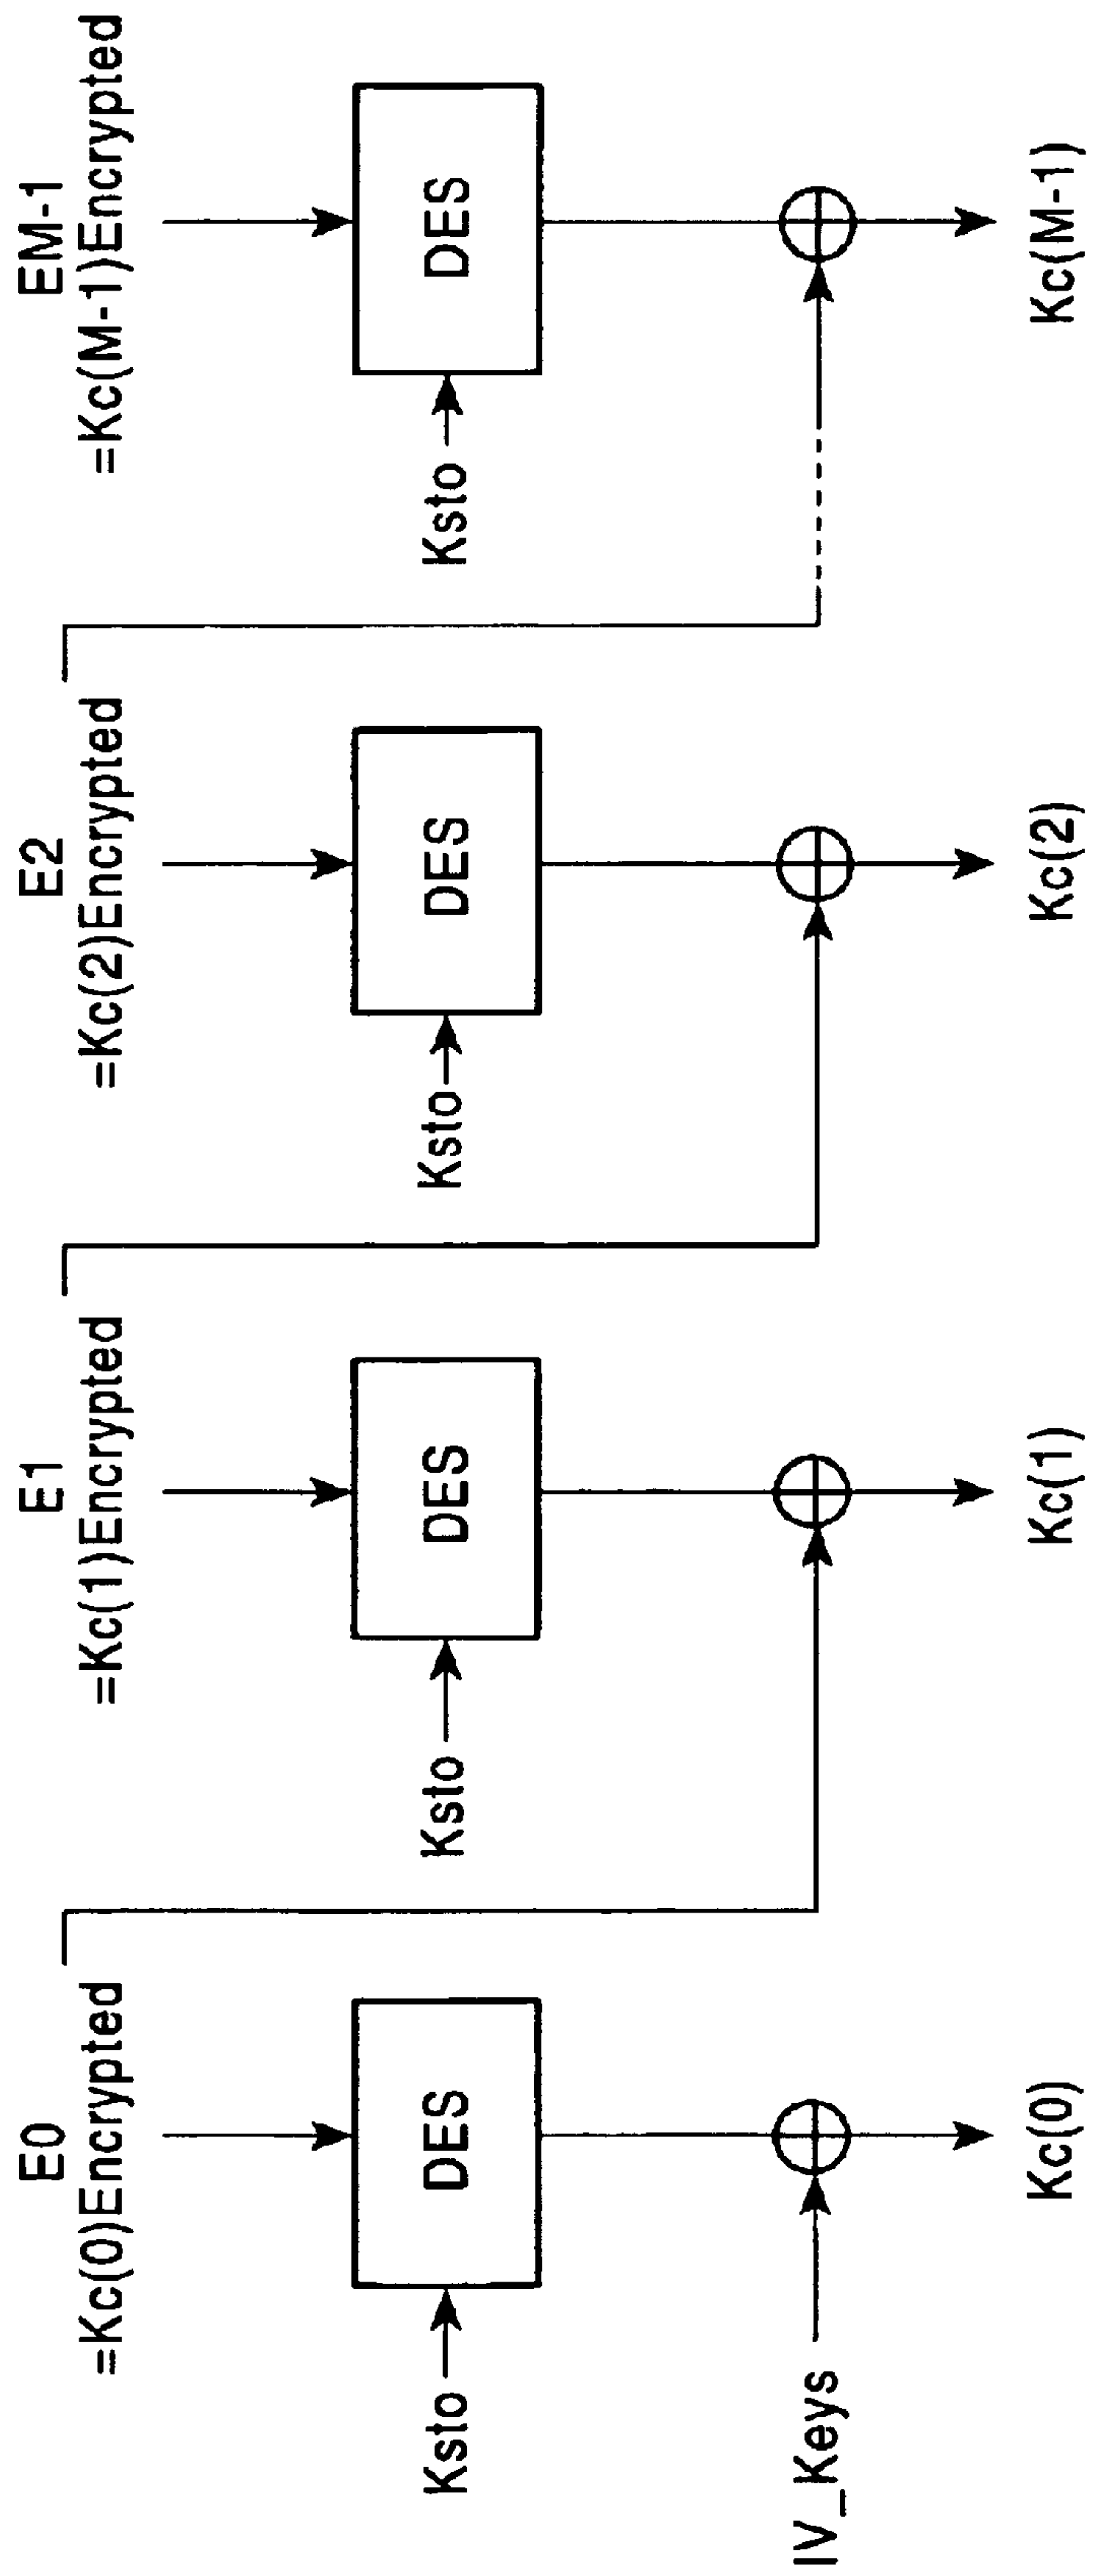 E0
=Kc(0)Encrypted
E1
=Kc(1)Encrypted
E2
=Kc(2)Encrypted
EM-1
=Kc(M-1)Encrypted
Ksto
DES
Ksto
DES
Ksto
DES
Ksto
DES
IV_Keys
Kc(0)
Kc(1)
Kc(2)
Kc(M-1)